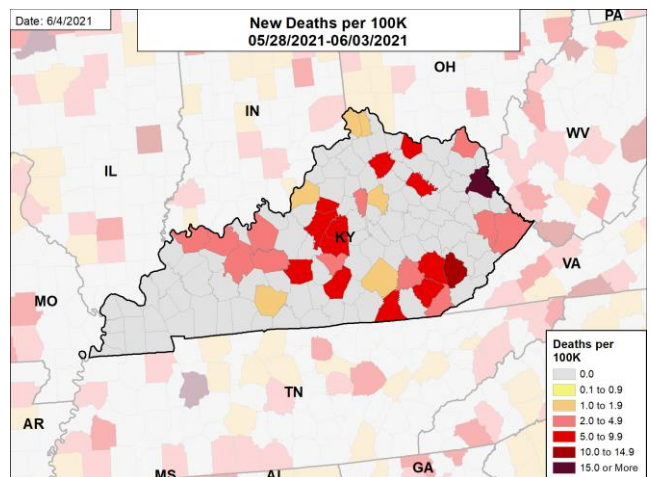 Date: 6/4/2021
New Deaths per 100K
05/28/2021-06/03/2021
PA
OH
IN
WV
IL
KY
VA
MO
TN
AR
MS
AL
GA
Deaths per
100K
0.0
0.1 to 0.9
1.0 to 1.9
2.0 to 4.9
5.0 to 9.9
10.0 to 14.9
15.0 or More